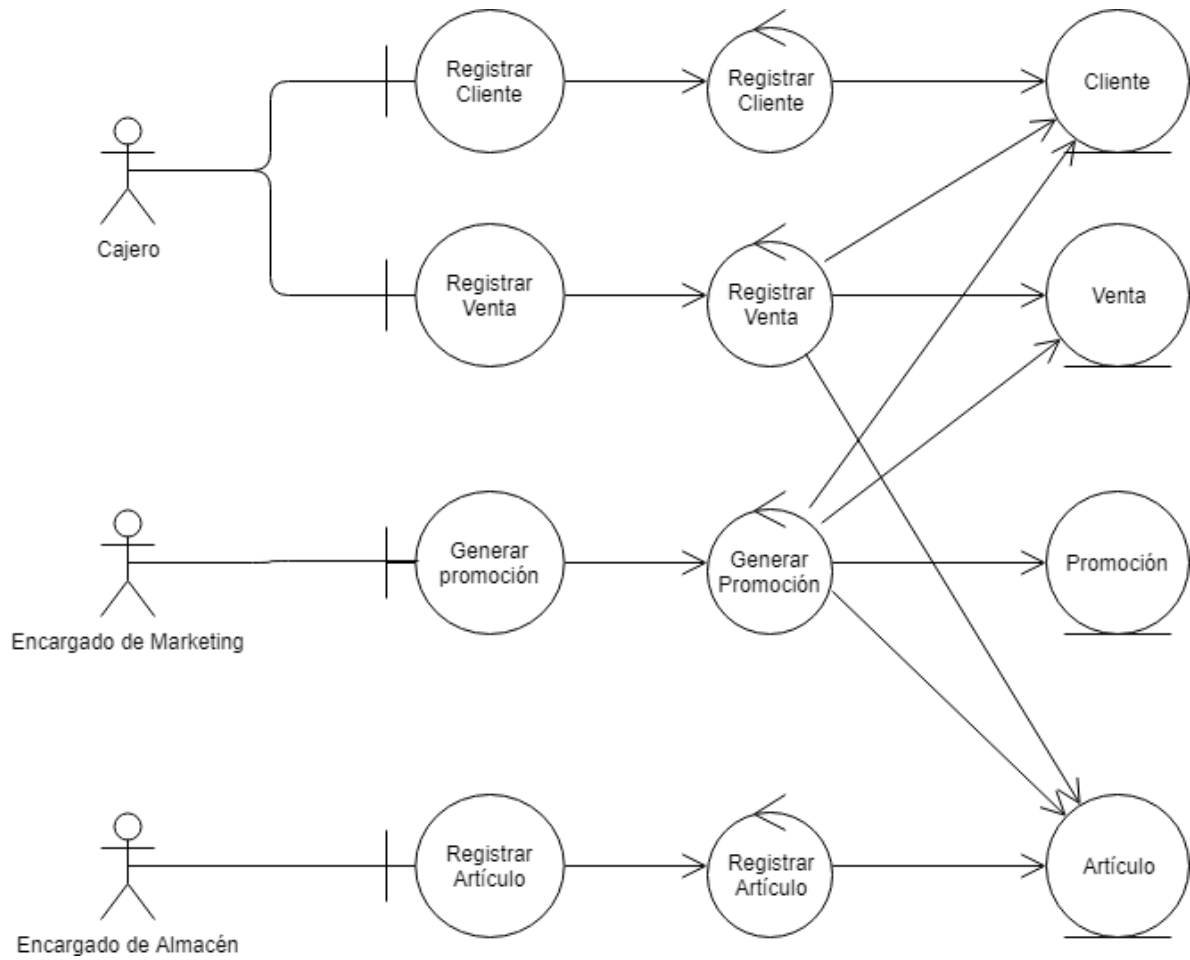 Registrar
Cliente
Registrar
Cliente
Cliente
Cajero
Registrar
Venta
Registrar
Venta
Venta
Generar
promoción
Generar
Promoción
Promoción
Encargado de Marketing
Registrar
Artículo
Registrar
Artículo
Artículo
Encargado de Almacén